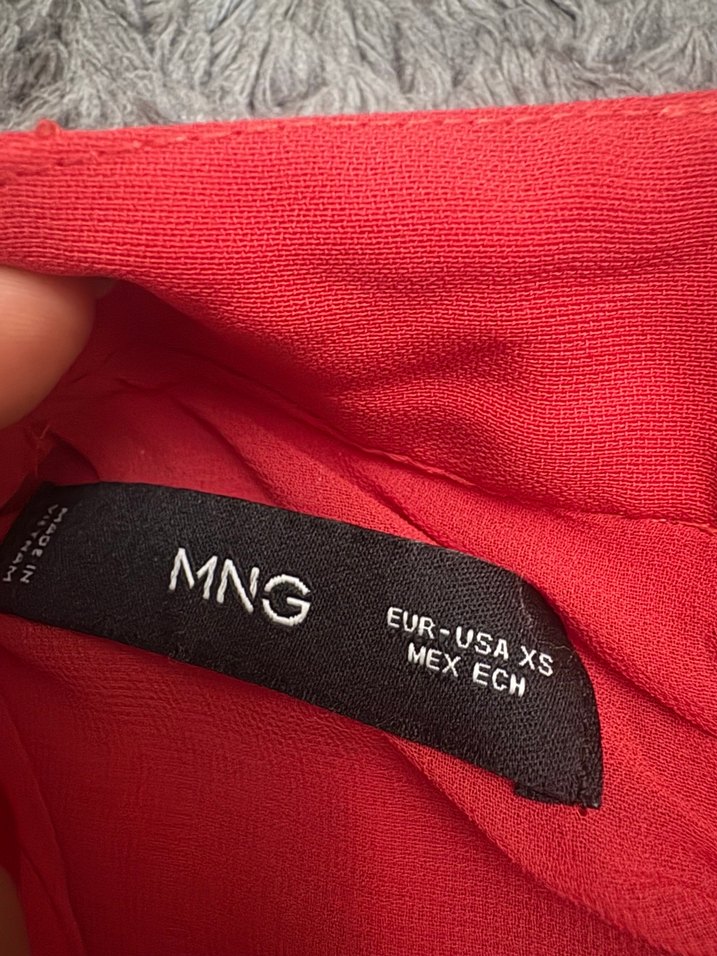 MADE IN
VIETNAM
MNG
EUR-USA XS
MEX ECH